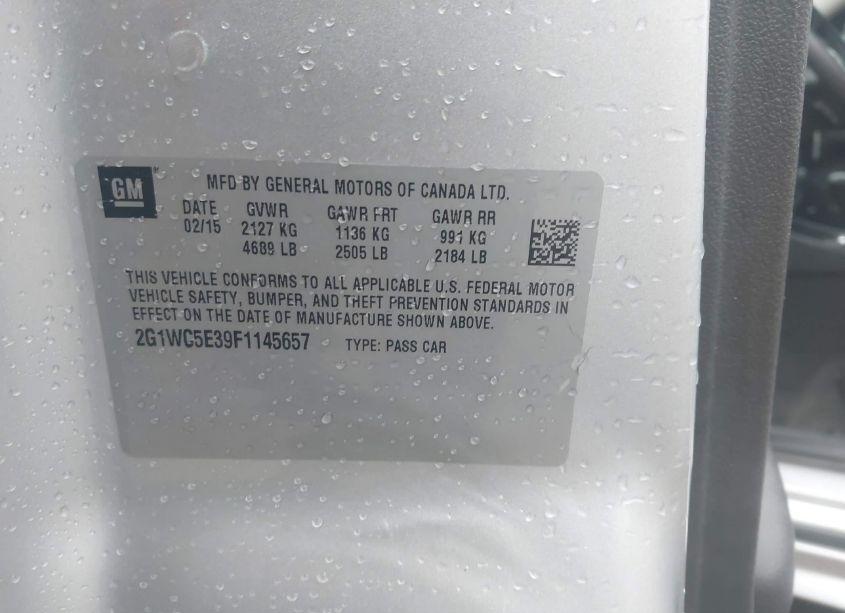 GM
MFD BY GENERAL MOTORS OF CANADA LTD.
DATE GVWR GAWR FRT GAWR RR
02/15 2127 KG 1136 KG 991 KG
4689 LB 2505 LB 2184 LB
THIS VEHICLE CONFORMS TO ALL APPLICABLE U.S. FEDERAL MOTOR
VEHICLE SAFETY, BUMPER, AND THEFT PREVENTION STANDARDS IN
EFFECT ON THE DATE OF MANUFACTURE SHOWN ABOVE.
2G1WC5E39F1145657 TYPE: PASS CAR